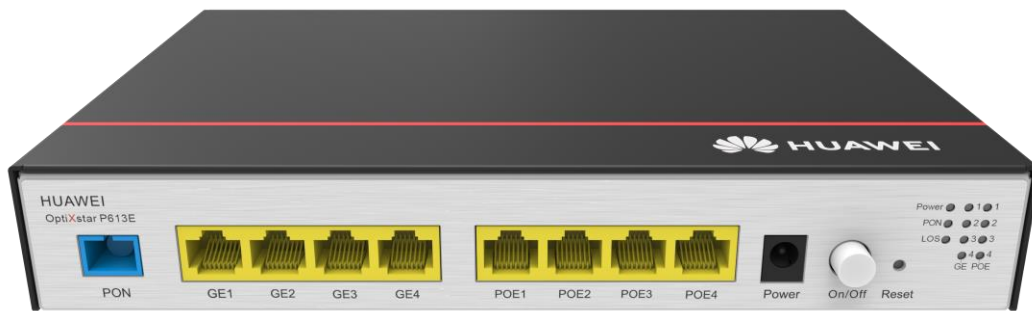 HUAWEI
HUAWEI
OptiXstar P613E
PON
GE1 GE2 GE3 GE4
POE1 POE2 POE3 POE4
Power On/Off Reset
Power 1 1
PON 2 2
LOS 3 3
4 4
GE POE